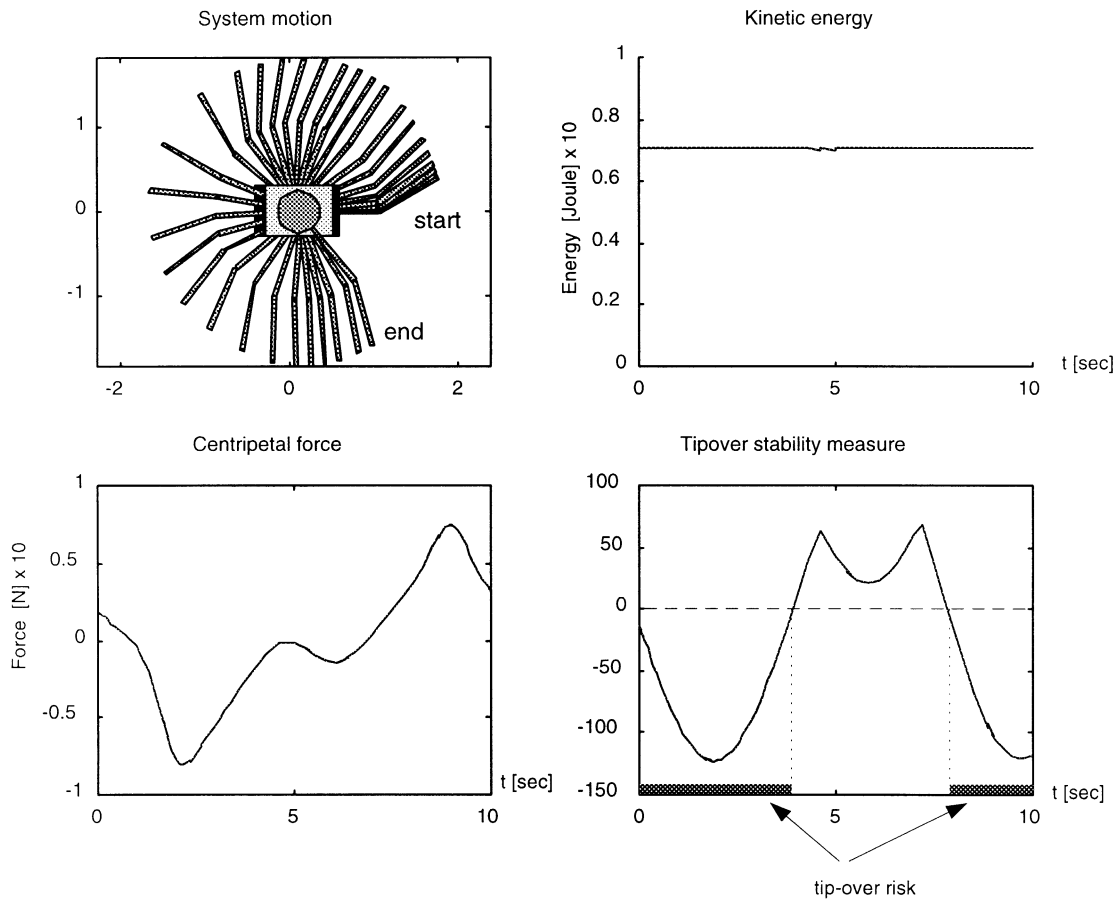 System motion
1
0
-1
-2
0
2
start
end
Kinetic energy
Energy [Joule] x 10
1
0.8
0.6
0.4
0.2
0
0
5
10
t [sec]
Centripetal force
Force [N] x 10
1
0.5
0
-0.5
-1
0
5
10
t [sec]
Tipover stability measure
100
50
0
-50
-100
-150
0
5
10
t [sec]
tip-over risk